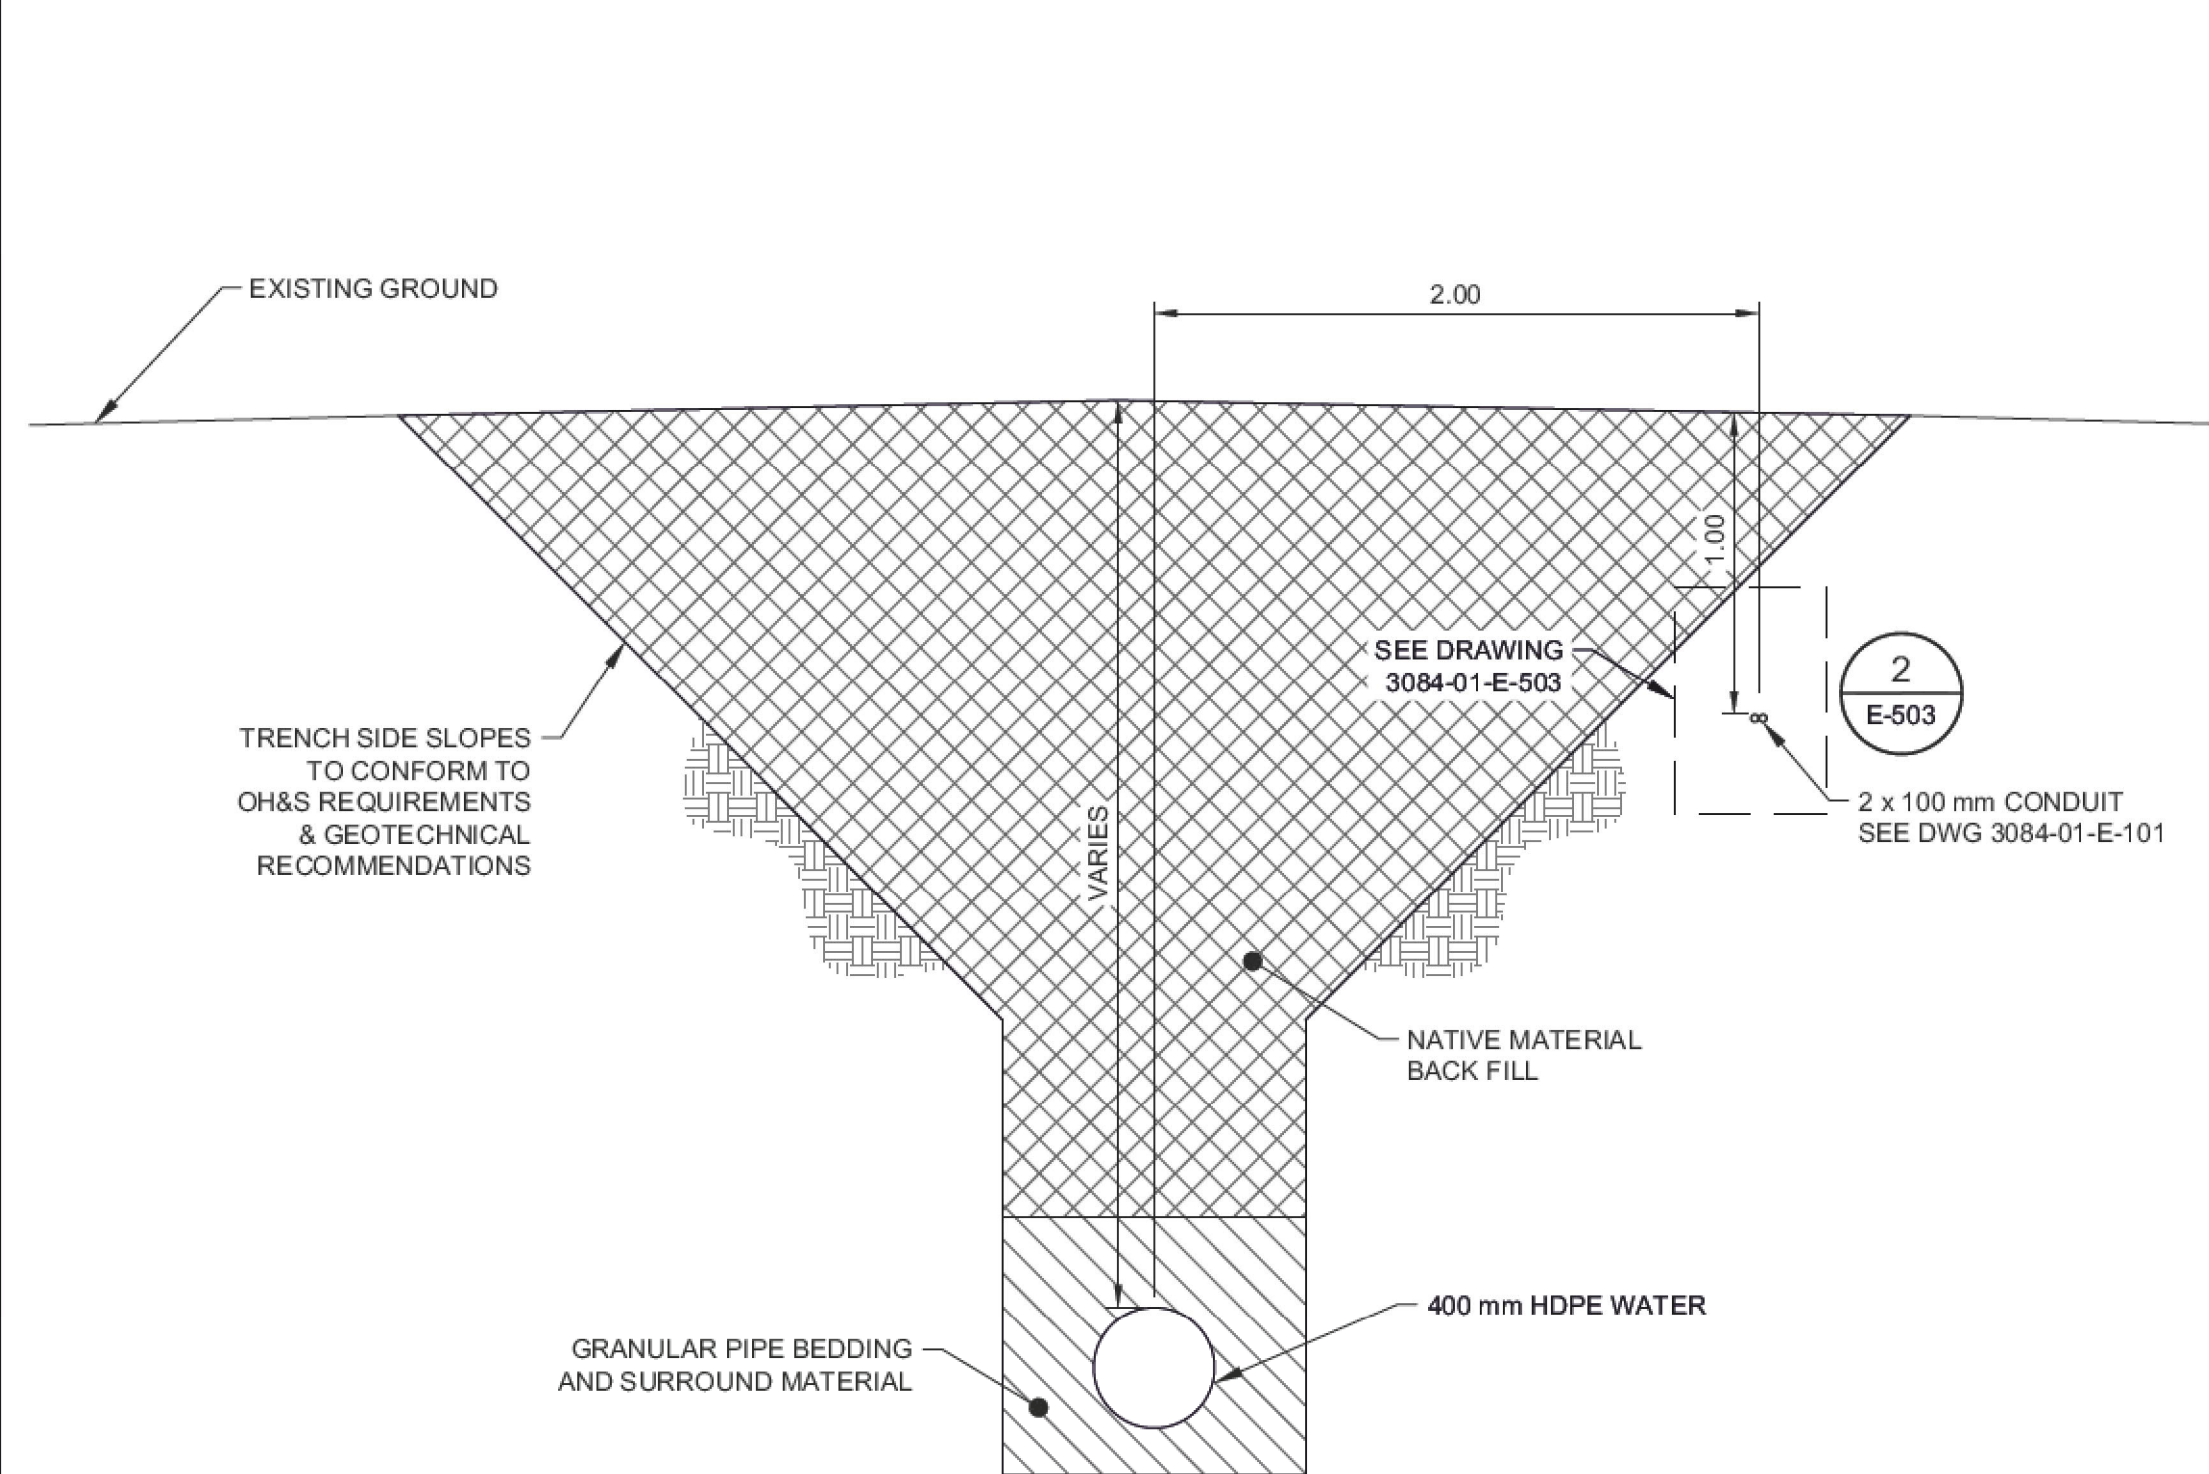 EXISTING GROUND
2.00
1.00
SEE DRAWING
3084-01-E-503
2
E-503
TRENCH SIDE SLOPES
TO CONFORM TO
OH&S REQUIREMENTS
& GEOTECHNICAL
RECOMMENDATIONS
VARIES
2 x 100 mm CONDUIT
SEE DWG 3084-01-E-101
NATIVE MATERIAL
BACK FILL
400 mm HDPE WATER
GRANULAR PIPE BEDDING
AND SURROUND MATERIAL